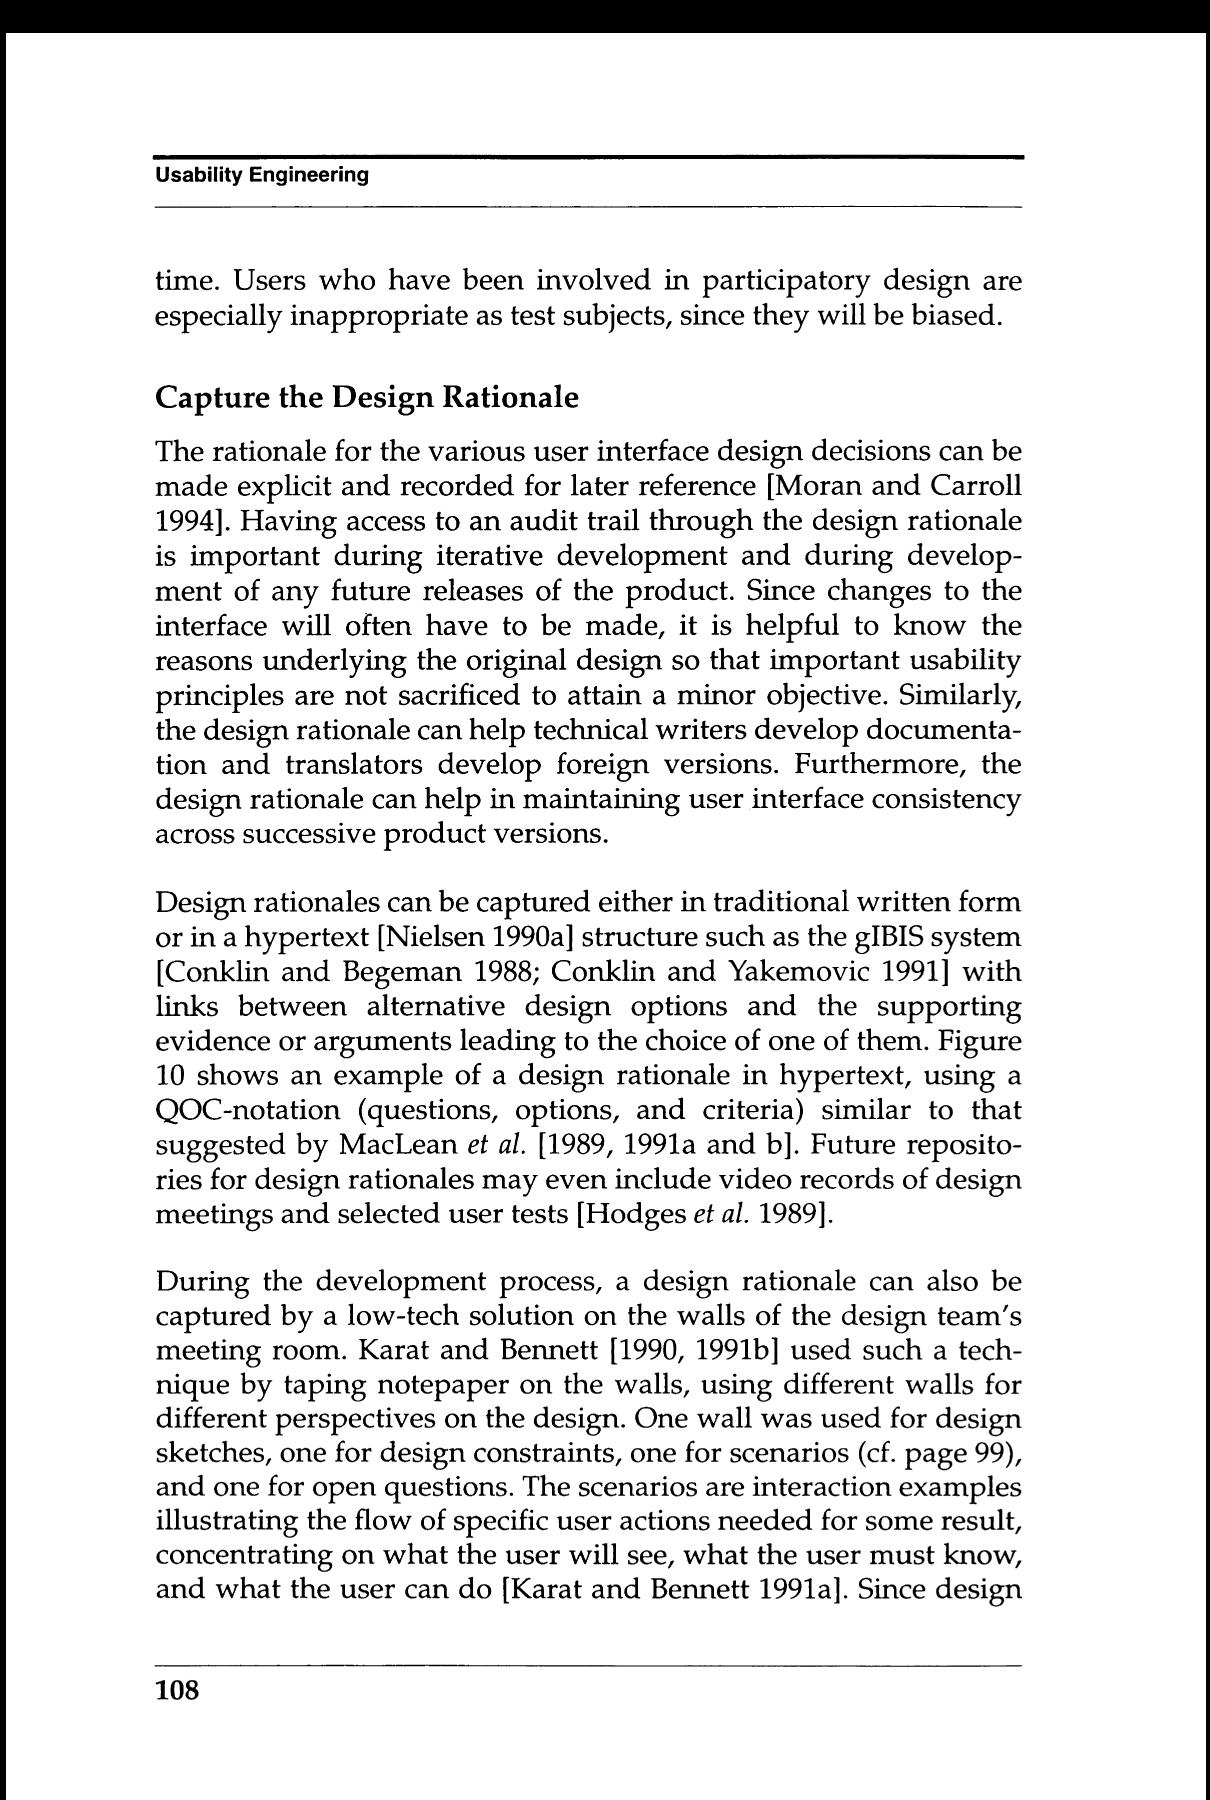 Usability Engineering
time. Users who have been involved in participatory design are
especially inappropriate as test subjects, since they will be biased.
Capture the Design Rationale
The rationale for the various user interface design decisions can be
made explicit and recorded for later reference [Moran and Carroll
1994]. Having access to an audit trail through the design rationale
is important during iterative development and during develop-
ment of any future releases of the product. Since changes to the
interface will often have to be made, it is helpful to know the
reasons underlying the original design so that important usability
principles are not sacrificed to attain a minor objective. Similarly,
the design rationale can help technical writers develop documenta-
tion and translators develop foreign versions. Furthermore, the
design rationale can help in maintaining user interface consistency
across successive product versions.
Design rationales can be captured either in traditional written form
or in a hypertext [Nielsen 1990a] structure such as the gIBIS system
[Conklin and Begeman 1988; Conklin and Yakemovic 1991] with
links between alternative design options and the supporting
evidence or arguments leading to the choice of one of them. Figure
10 shows an example of a design rationale in hypertext, using a
QOC-notation (questions, options, and criteria) similar to that
suggested by MacLean et al. [1989, 1991a and b]. Future reposito-
ries for design rationales may even include video records of design
meetings and selected user tests [Hodges et al. 1989].
During the development process, a design rationale can also be
captured by a low-tech solution on the walls of the design team's
meeting room. Karat and Bennett [1990, 1991b] used such a tech-
nique by taping notepaper on the walls, using different walls for
different perspectives on the design. One wall was used for design
sketches, one for design constraints, one for scenarios (cf. page 99),
and one for open questions. The scenarios are interaction examples
illustrating the flow of specific user actions needed for some result,
concentrating on what the user will see, what the user must know,
and what the user can do [Karat and Bennett 1991a]. Since design
108